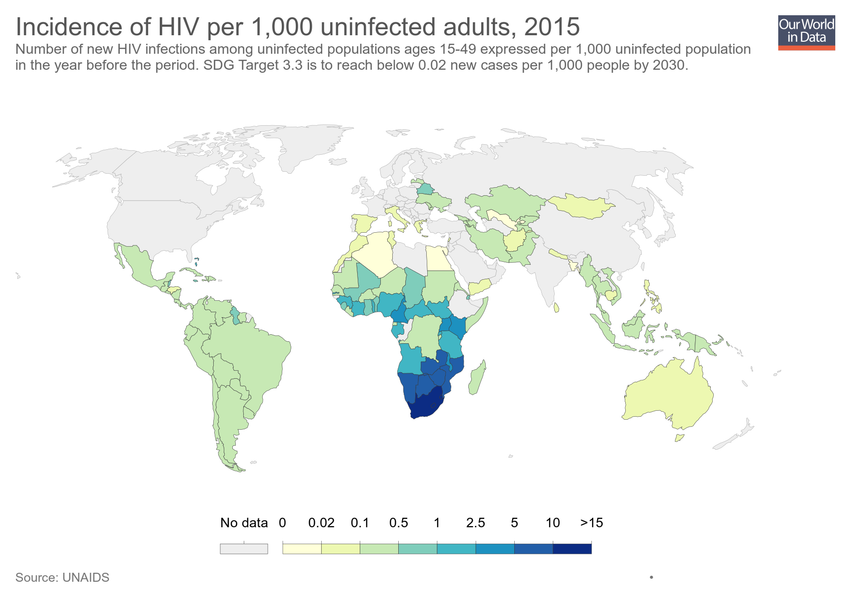 Incidence of HIV per 1,000 uninfected adults, 2015
Our World
in Data
Number of new HIV infections among uninfected populations ages 15-49 expressed per 1,000 uninfected population
in the year before the period. SDG Target 3.3 is to reach below 0.02 new cases per 1,000 people by 2030.
No data 0 0.02 0.1 0.5 1 2.5 5 10 >15
Source: UNAIDS